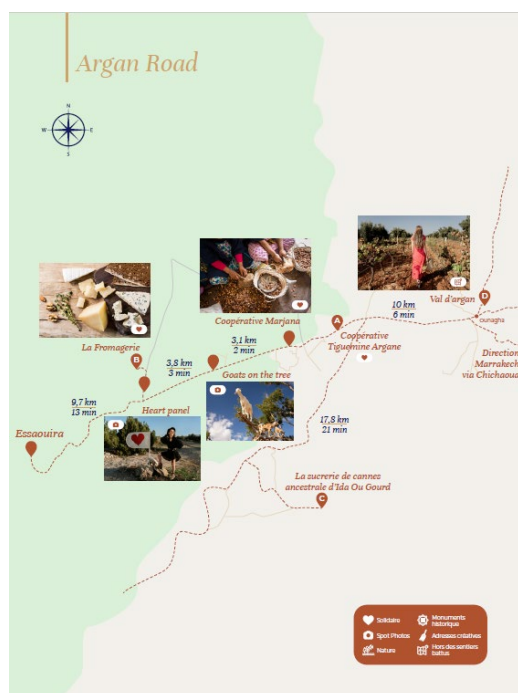 Argan Road
N
W
E
S
Val d'argan
D
ounagha
10 km
6 min
Coopérative Marjana
A
Coopérative
Tiguemine Argane
Direction
Marrakech
via Chichaoua
La Fromagerie
B
3,1 km
2 min
3,8 km
3 min
Goats on the tree
9,7 km
13 min
Heart panel
Essaouira
17,8 km
21 min
La sucrerie de cannes
ancestrale d'Ida Ou Gourd
C
Solidaire
Spot Photos
Nature
Monuments
historique
Adresses créatives
Hors des sentiers
battus